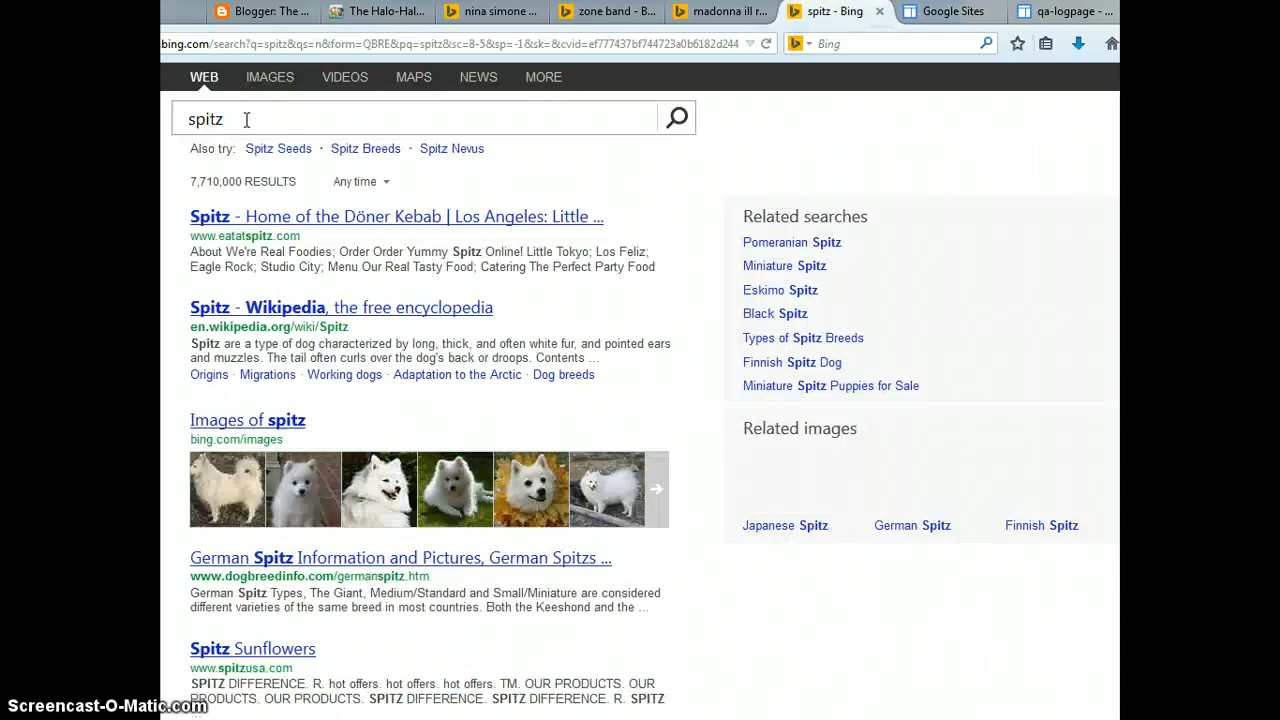 Blogger: The ...
The Halo-Hal...
nina simone ...
zone band - B...
madonna ill r...
spitz - Bing
Google Sites
qa-logpage - ...
bing.com/search?q=spitz&qs=n&form=QBRE&pq=spitz&sc=8-5&sp=-1&sk=&cvid=ef777437bf744723a0b6182d244
Bing
WEB IMAGES VIDEOS MAPS NEWS MORE
spitz
Also try: Spitz Seeds · Spitz Breeds · Spitz Nevus
7,710,000 RESULTS Any time
Spitz - Home of the Döner Kebab | Los Angeles: Little ...
www.eatatspitz.com
About We're Real Foodies; Order Order Yummy Spitz Online! Little Tokyo; Los Feliz;
Eagle Rock; Studio City; Menu Our Real Tasty Food; Catering The Perfect Party Food
Spitz - Wikipedia, the free encyclopedia
en.wikipedia.org/wiki/Spitz
Spitz are a type of dog characterized by long, thick, and often white fur, and pointed ears
and muzzles. The tail often curls over the dog's back or droops. Contents ...
Origins · Migrations · Working dogs · Adaptation to the Arctic · Dog breeds
Images of spitz
bing.com/images
German Spitz Information and Pictures, German Spitzs ...
www.dogbreedinfo.com/germanspitz.htm
German Spitz Types, The Giant, Medium/Standard and Small/Miniature are considered
different varieties of the same breed in most countries. Both the Keeshond and the ...
Spitz Sunflowers
www.spitzusa.com
SPITZ DIFFERENCE. R. hot offers. hot offers. hot offers. TM. OUR PRODUCTS. OUR
PRODUCTS. OUR PRODUCTS. SPITZ DIFFERENCE. SPITZ DIFFERENCE. R. SPITZ
...
Related searches
Pomeranian Spitz
Miniature Spitz
Eskimo Spitz
Black Spitz
Types of Spitz Breeds
Finnish Spitz Dog
Miniature Spitz Puppies for Sale
Related images
Japanese Spitz
German Spitz
Finnish Spitz
Screencast-O-Matic.com